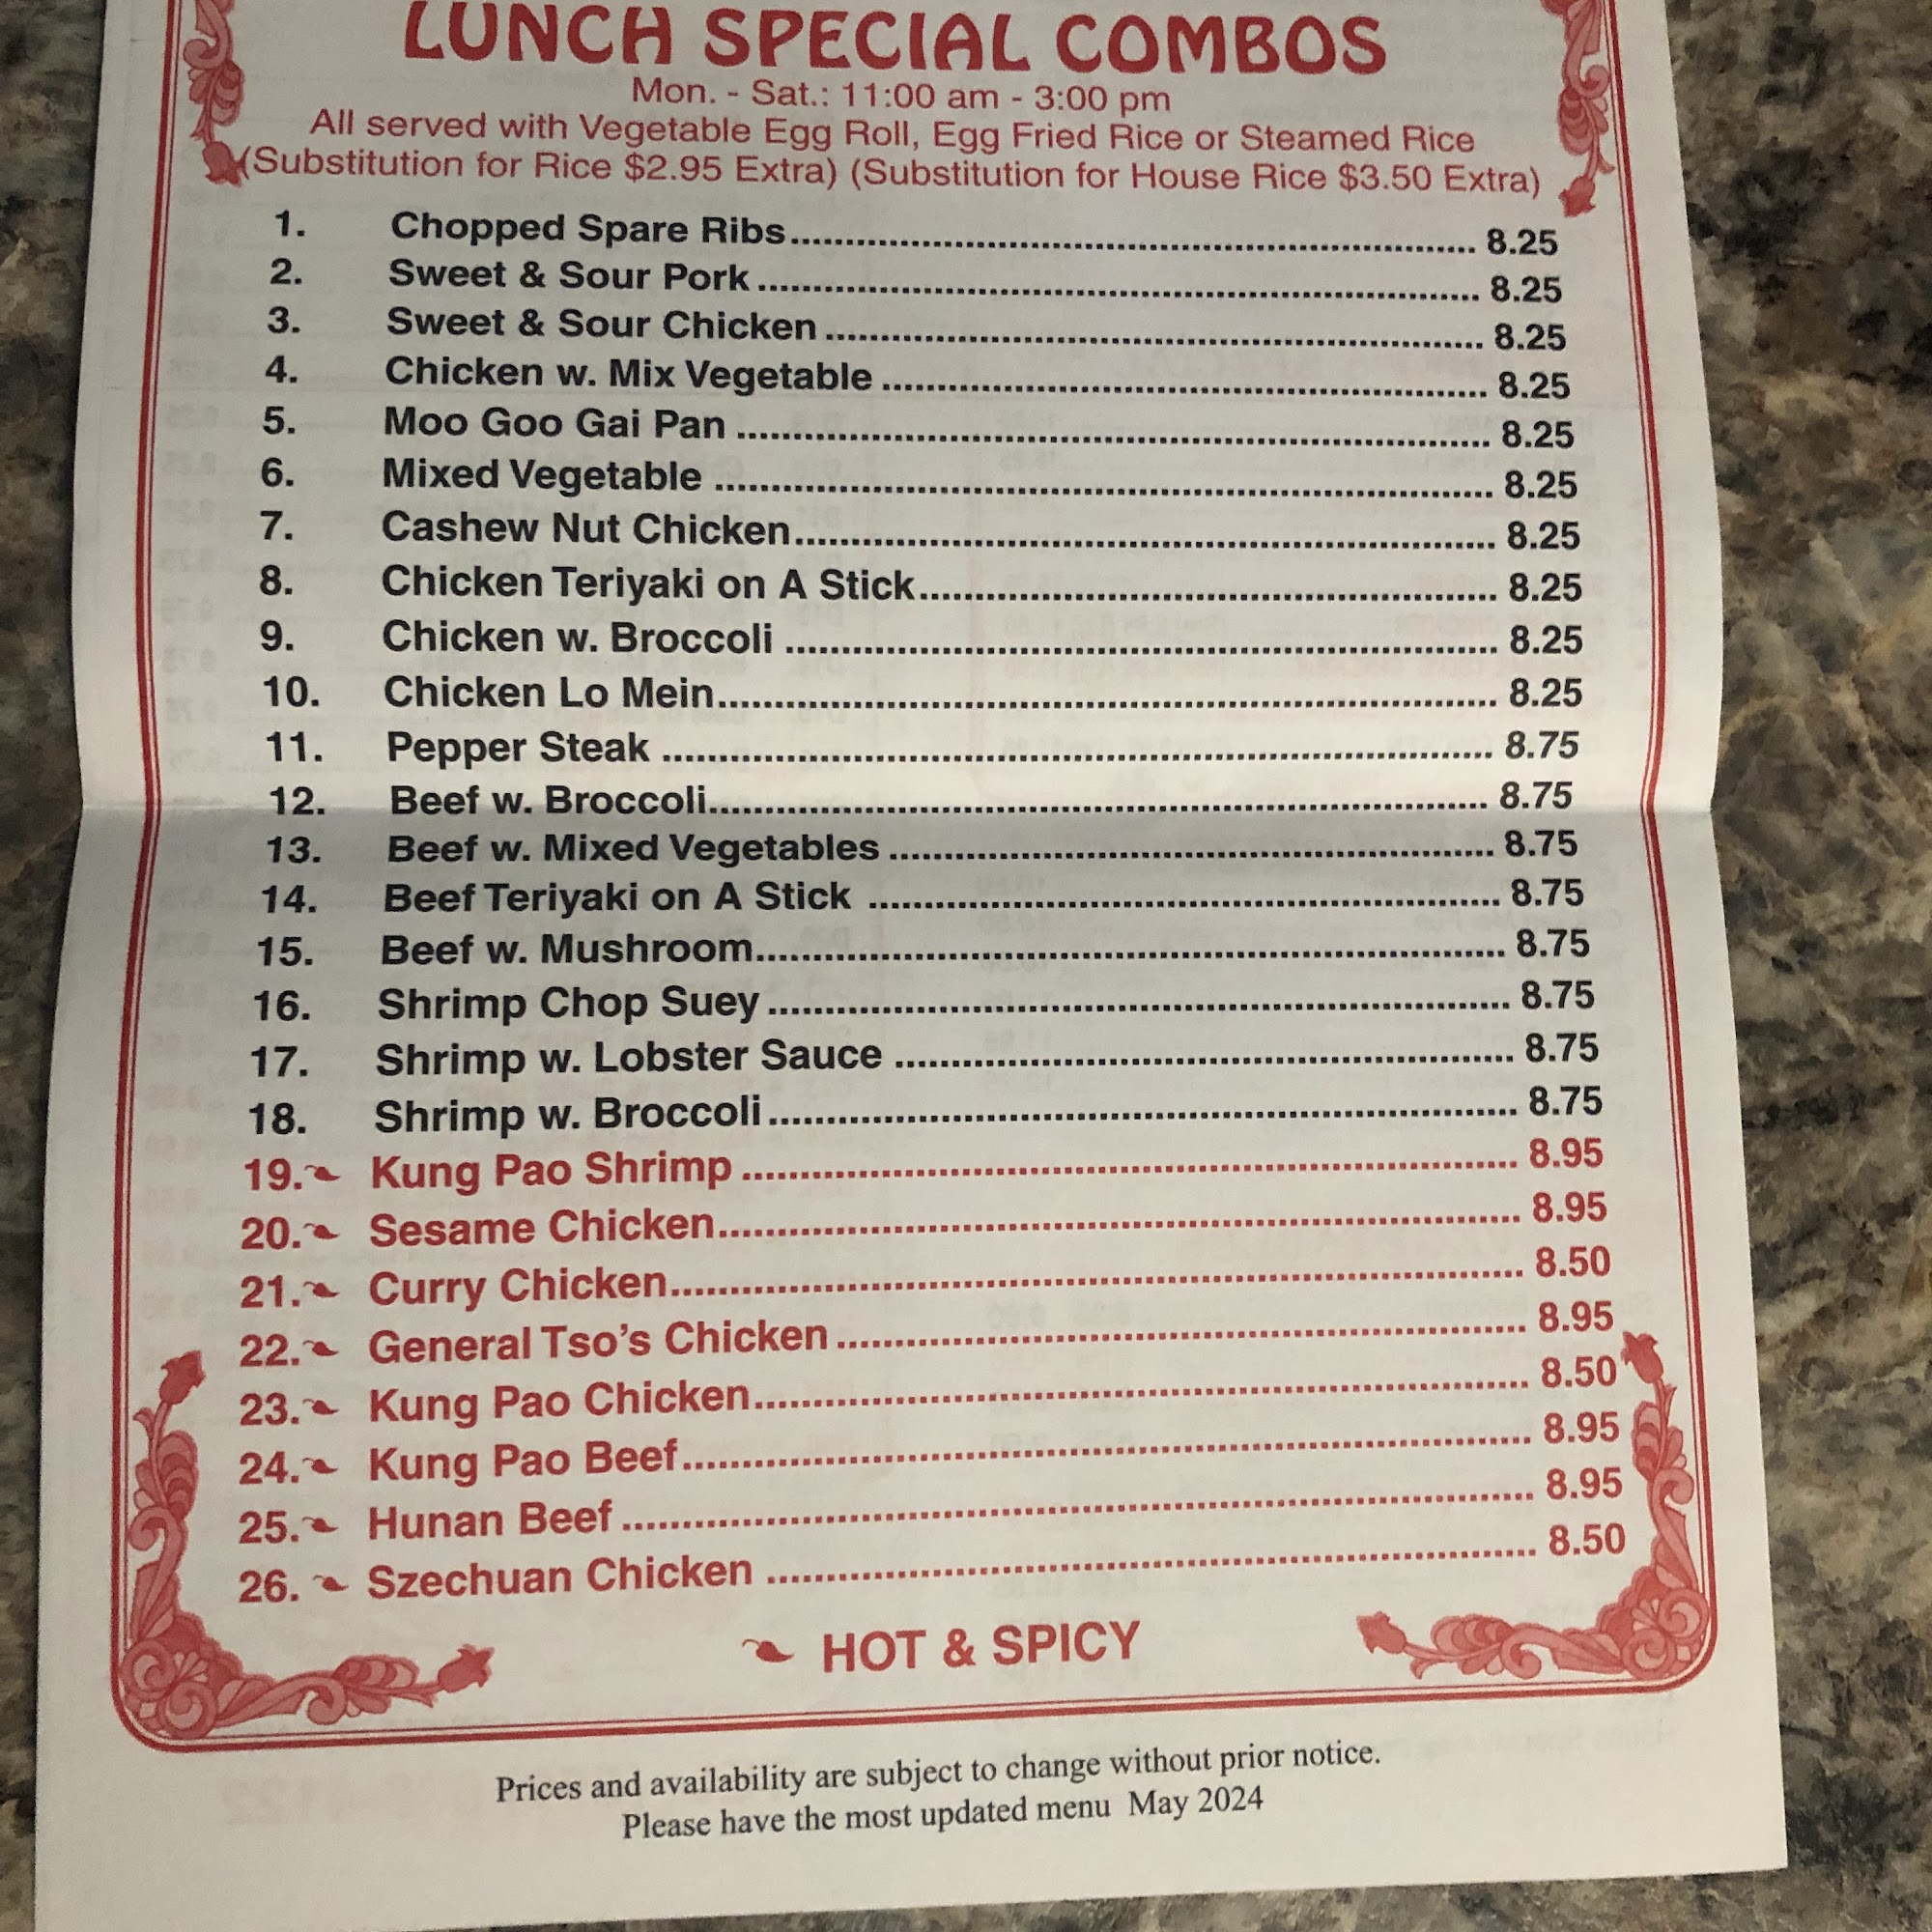 LUNCH SPECIAL COMBOS
Mon. - Sat.: 11:00 am - 3:00 pm
All served with Vegetable Egg Roll, Egg Fried Rice or Steamed Rice
(Substitution for Rice $2.95 Extra) (Substitution for House Rice $3.50 Extra)
1. Chopped Spare Ribs 8.25
2. Sweet & Sour Pork 8.25
3. Sweet & Sour Chicken 8.25
4. Chicken w. Mix Vegetable 8.25
5. Moo Goo Gai Pan 8.25
6. Mixed Vegetable 8.25
7. Cashew Nut Chicken 8.25
8. Chicken Teriyaki on A Stick 8.25
9. Chicken w. Broccoli 8.25
10. Chicken Lo Mein 8.25
11. Pepper Steak 8.75
12. Beef w. Broccoli 8.75
13. Beef w. Mixed Vegetables 8.75
14. Beef Teriyaki on A Stick 8.75
15. Beef w. Mushroom 8.75
16. Shrimp Chop Suey 8.75
17. Shrimp w. Lobster Sauce 8.75
18. Shrimp w. Broccoli 8.75
19. Kung Pao Shrimp 8.95
20. Sesame Chicken 8.95
21. Curry Chicken 8.50
22. General Tso's Chicken 8.95
23. Kung Pao Chicken 8.50
24. Kung Pao Beef 8.95
25. Hunan Beef 8.95
26. Szechuan Chicken 8.50
HOT & SPICY
Prices and availability are subject to change without prior notice.
Please have the most updated menu May 2024